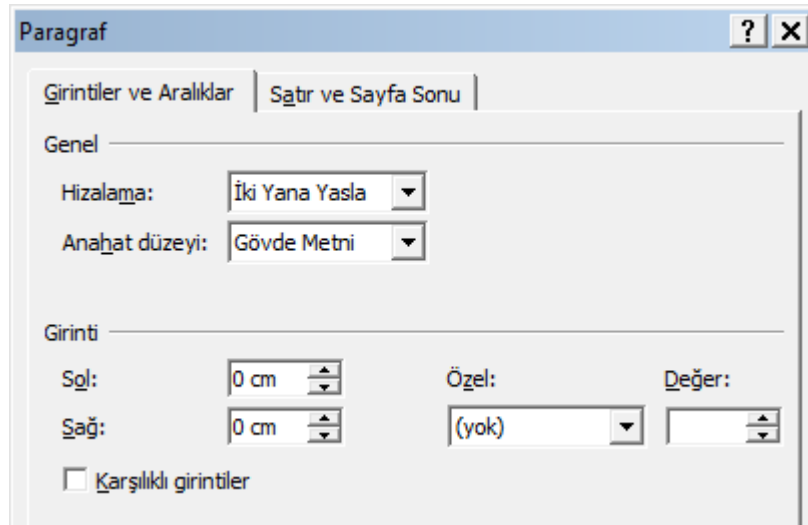 Paragraf
Girintiler ve Aralıklar Satır ve Sayfa Sonu
Genel
Hizalama: İki Yana Yasla
Anahat düzeyi: Gövde Metni
Girinti
Sol: 0 cm Özel: Değer:
Sağ: 0 cm (yok)
Karşılıklı girintiler